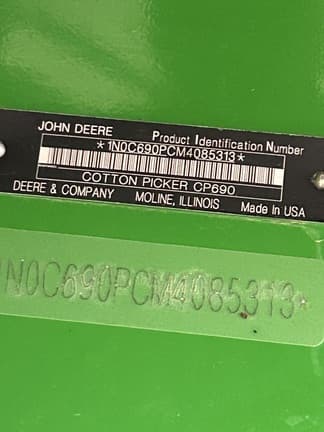 JOHN DEERE
Product Identification Number
*1N0C690PCM4085313*
COTTON PICKER CP690
DEERE & COMPANY MOLINE, ILLINOIS Made In USA
1N0C690PCM4085313*